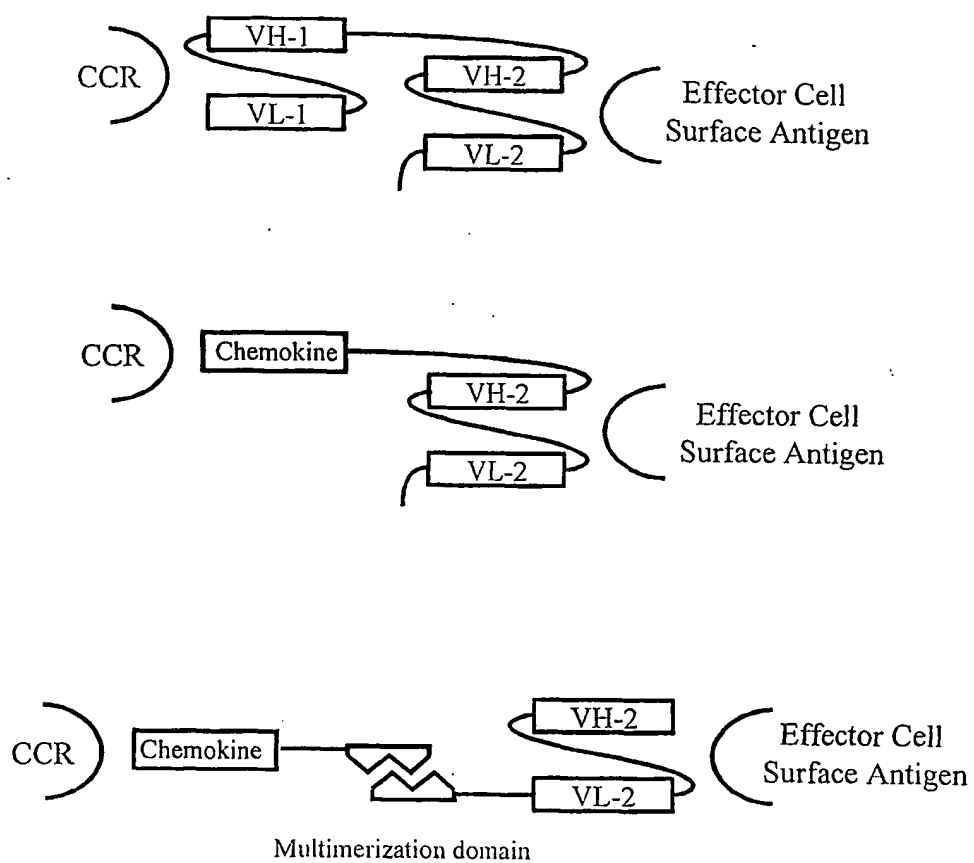 CCR
VH-1
VL-1
VH-2
VL-2
Effector Cell
Surface Antigen
CCR
Chemokine
VH-2
VL-2
Effector Cell
Surface Antigen
CCR
Chemokine
VH-2
VL-2
Effector Cell
Surface Antigen
Multimerization domain